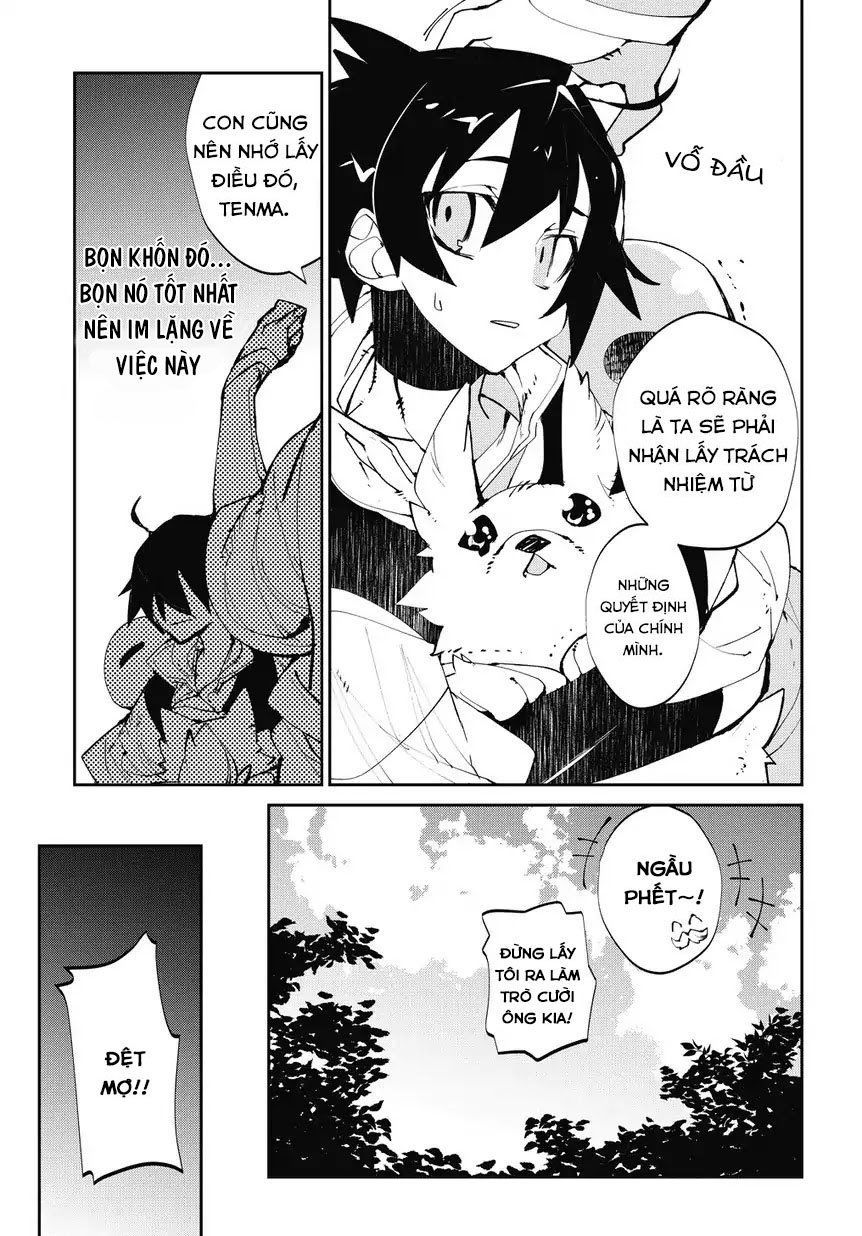 VỖ ĐẦU
QUÁ RÕ RÀNG
LÀ TA SẼ PHẢI
NHẬN LẤY TRÁCH
NHIỆM TỪ
NHỮNG
QUYẾT ĐỊNH
CỦA CHÍNH
MÌNH.
CON CŨNG
NÊN NHỚ LẤY
ĐIỀU ĐÓ,
TENMA.
BỌN KHỐN ĐÓ...
BỌN NÓ TỐT NHẤT
NÊN IM LẶNG VỀ
VIỆC NÀY
NGẦU
PHẾT~!
ĐỪNG LẤY
TÔI RA LÀM
TRÒ CƯỜI
ÔNG KIA!
ĐỆT
MỢ!!